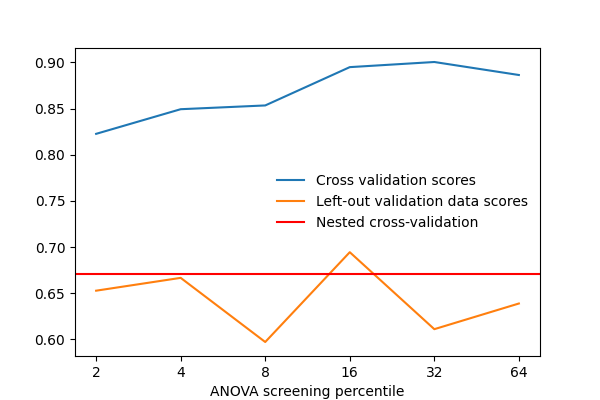 0.90
0.85
0.80
0.75
0.70
0.65
0.60
Cross validation scores
Left-out validation data scores
Nested cross-validation
2 4 8 16 32 64
ANOVA screening percentile